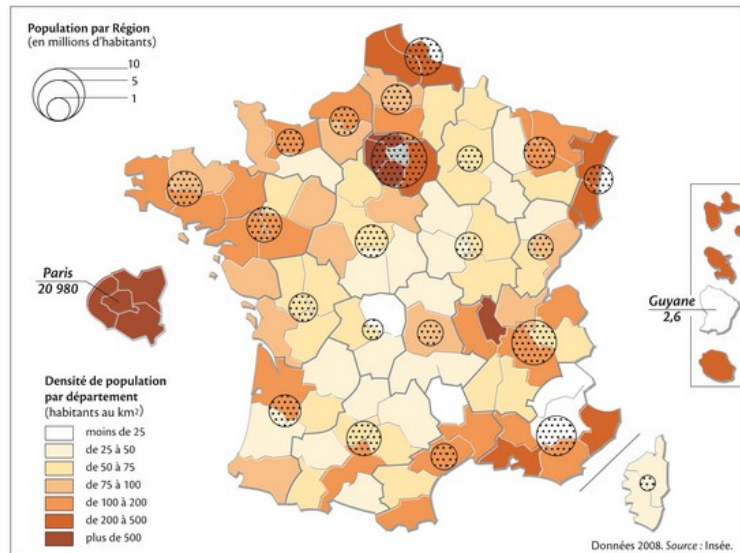 Population par Région
(en millions d'habitants)
10
5
1
Paris
20 980
Guyane
2,6
Densité de population
par département
(habitants au km²)
moins de 25
de 25 à 50
de 50 à 75
de 75 à 100
de 100 à 200
de 200 à 500
plus de 500
Données 2008. Source : Insée.